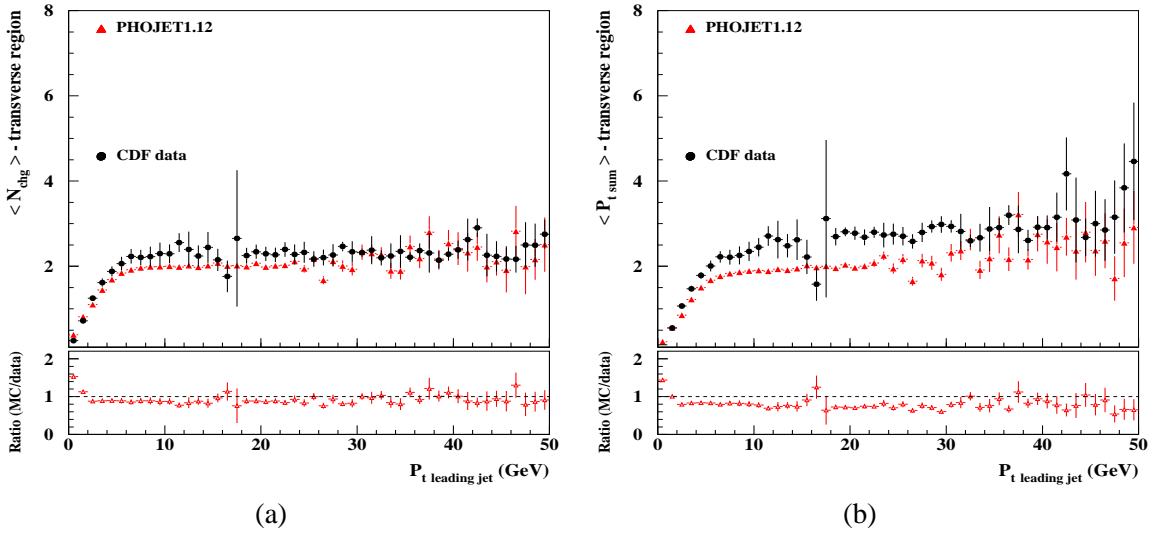 < N_chg > - transverse region
8
6
4
2
PHOJET1.12
CDF data
Ratio (MC/data)
2
1
0
0 10 20 30 40 50
P_t leading jet (GeV)
(a)
< P_t sum > - transverse region
8
6
4
2
PHOJET1.12
CDF data
Ratio (MC/data)
2
1
0
0 10 20 30 40 50
P_t leading jet (GeV)
(b)